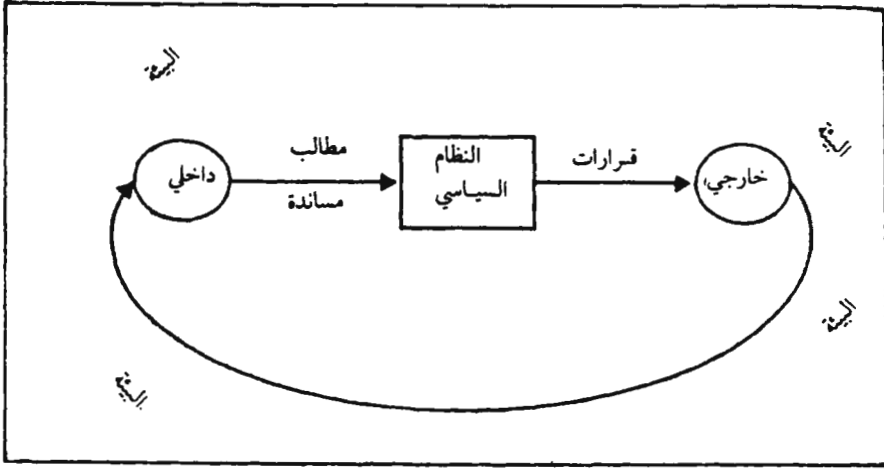 البيئة
البيئة
مطالب
قرارات
النظام
السياسي
داخلي
خارجي
مساندة
البيئة
البيئة